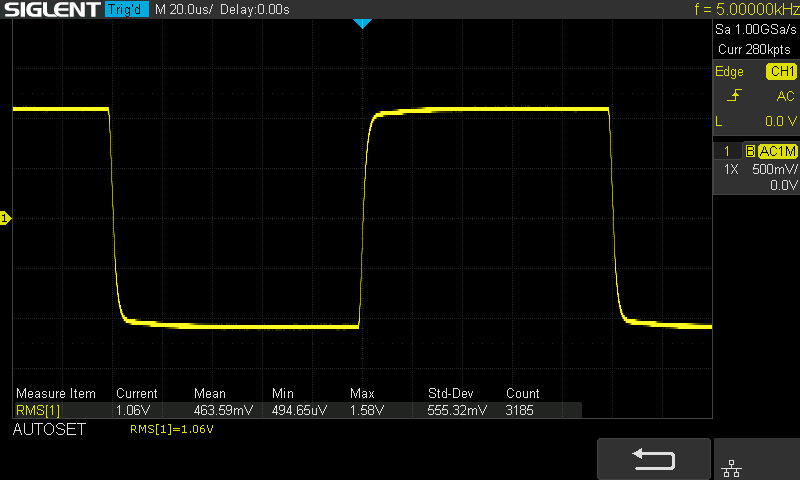 SIGLENT Trig'd M 20.0us/ Delay:0.00s f = 5.00000kHz
Sa 1.00GSa/s
Curr 280kpts
Edge CH1
AC
L 0.0 V
1 B AC1M
1X 500mV/
0.0V
1
Measure Item Current Mean Min Max Std-Dev Count
RMS[1] 1.06V 463.59mV 494.65uV 1.58V 555.32mV 3185
AUTOSET RMS[1]=1.06V